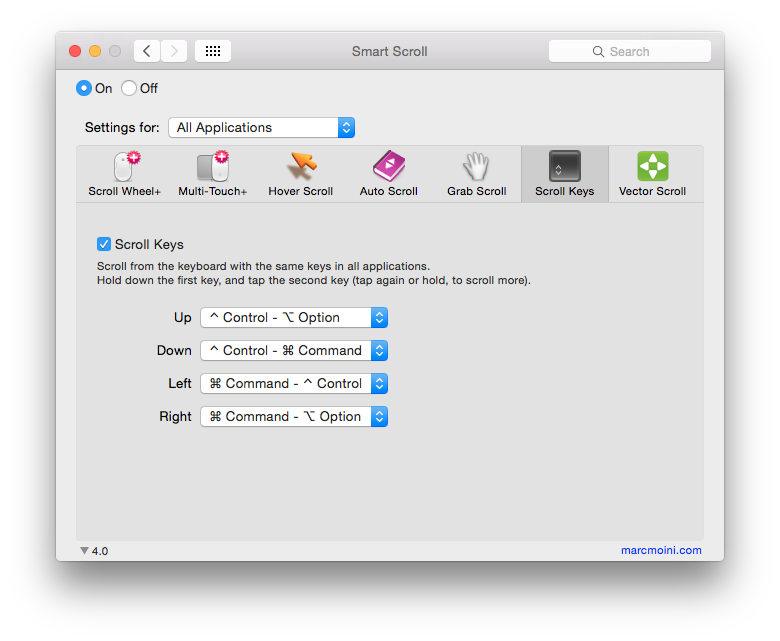 Smart Scroll
Search
On Off
Settings for: All Applications
Scroll Wheel+ Multi-Touch+ Hover Scroll Auto Scroll Grab Scroll Scroll Keys Vector Scroll
Scroll Keys
Scroll from the keyboard with the same keys in all applications.
Hold down the first key, and tap the second key (tap again or hold, to scroll more).
Up ^ Control - ⌥ Option
Down ^ Control - ⌘ Command
Left ⌘ Command - ^ Control
Right ⌘ Command - ⌥ Option
4.0
marcmoini.com